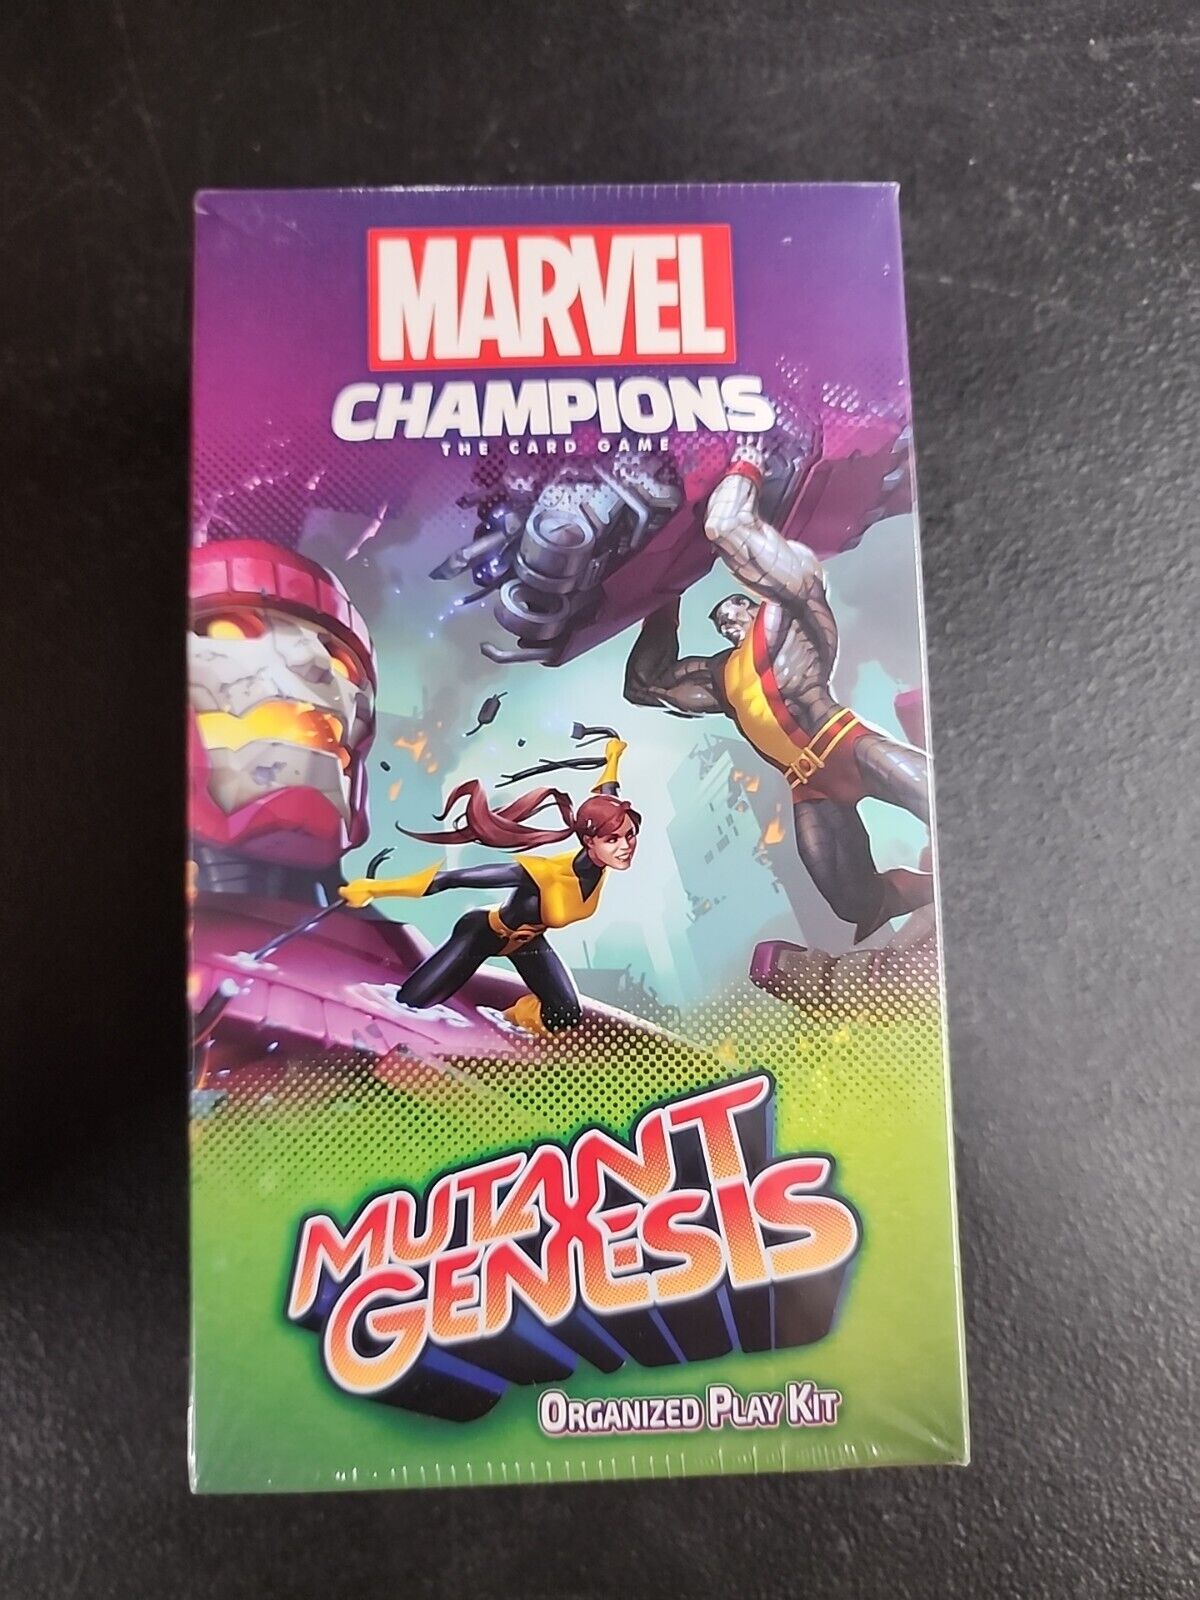 MARVEL
CHAMPIONS
THE CARD GAME
MUTANT
GENESIS
ORGANIZED PLAY KIT